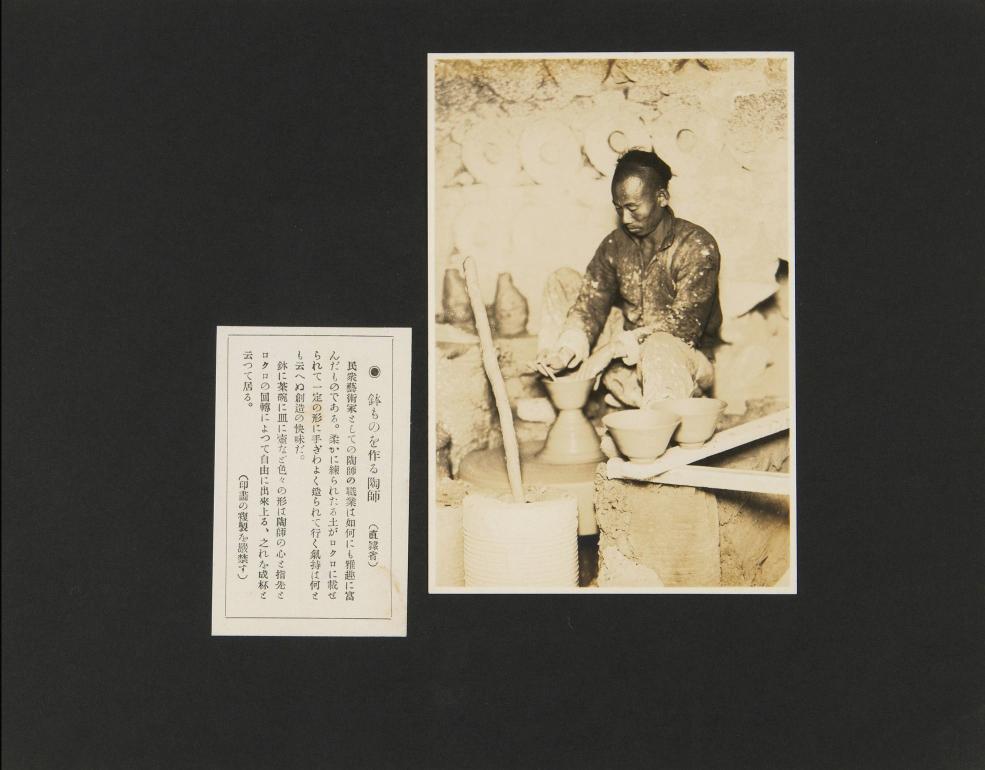 ◉ 鉢ものを作る陶師 （直隷省）
民衆藝術家としての陶師の職業は如何にも雅趣に富
んだものである。柔かに練られたる土がロクロに載せ
られて一定の形に手ぎわよく造られて行く氣持は何と
も云へぬ創造の快味だ。
鉢に茶碗に皿に壺など色々の形は陶師の心と指先と
ロクロの回轉によつて自由に出來上る、之れを成杯と
云つて居る。
（印畵の複製を嚴禁す）